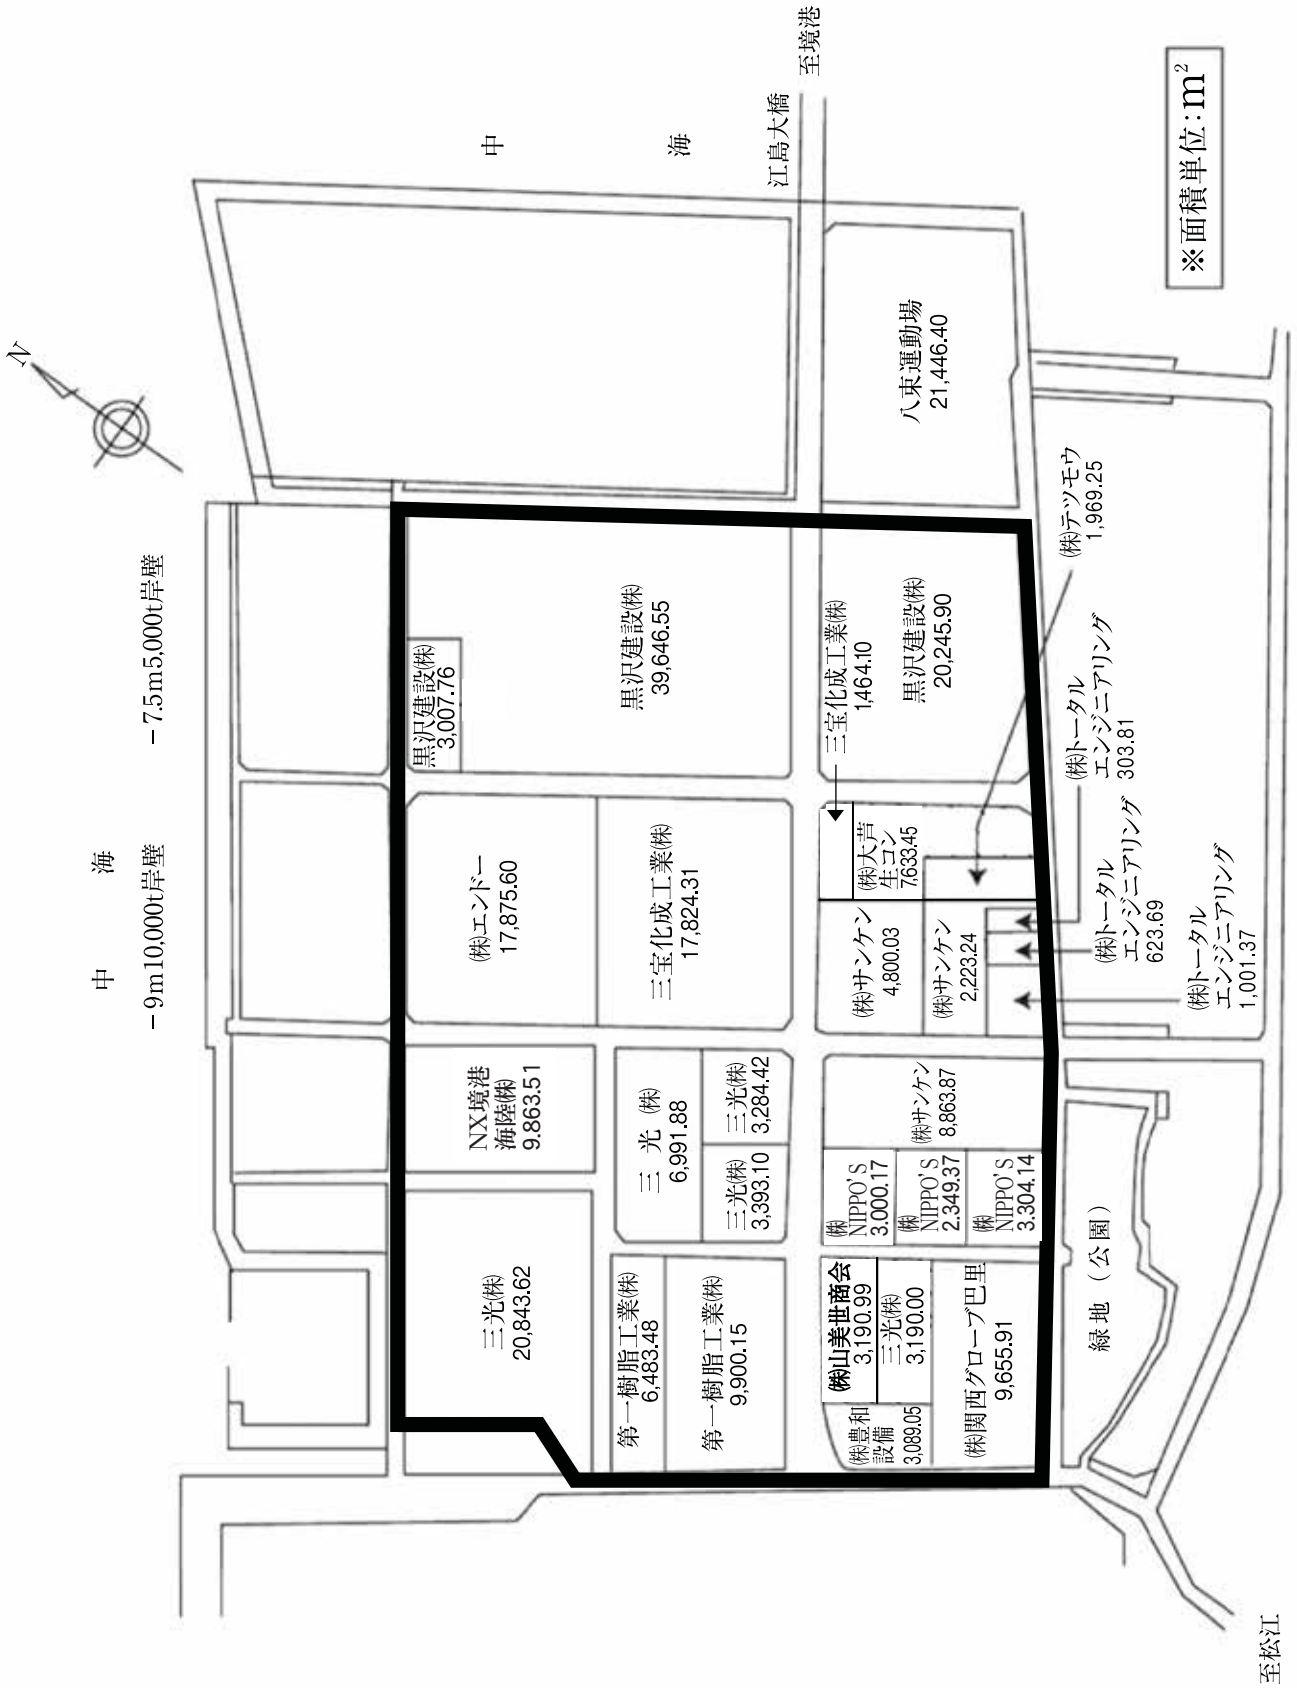 至境港
江島大橋
中 海
※面積単位:m²
N
中 海
－7.5m5,000t岸壁
－9m10,000t岸壁
八束運動場
21,446.40
黒沢建設㈱
3,007.76
黒沢建設㈱
39,646.55
黒沢建設㈱
20,245.90
三宝化成工業㈱
1,464.10
㈱テツモウ
1,969.25
㈱エンドー
17,875.60
三宝化成工業㈱
17,824.31
㈱大芦
生コン
7,633.45
㈱サンケン
4,800.03
㈱サンケン
2,223.24
㈱トータル
エンジニアリング
303.81
㈱トータル
エンジニアリング
623.69
㈱トータル
エンジニアリング
1,001.37
NX境港
海陸㈱
9.863.51
三 光 ㈱
6,991.88
三光㈱
3,284.42
三光㈱
3,393.10
㈱サンケン
8,863.87
㈱
NIPPO'S
3.000.17
㈱
NIPPO'S
2.349.37
㈱
NIPPO'S
3.304.14
三光㈱
20,843.62
第一樹脂工業㈱
6,483.48
第一樹脂工業㈱
9,900.15
㈱山美世商会
3,190.99
三光㈱
3,190.00
㈱豊和
設備
3,089.05
㈱関西グローブ巴里
9,655.91
緑地（公園）
至松江